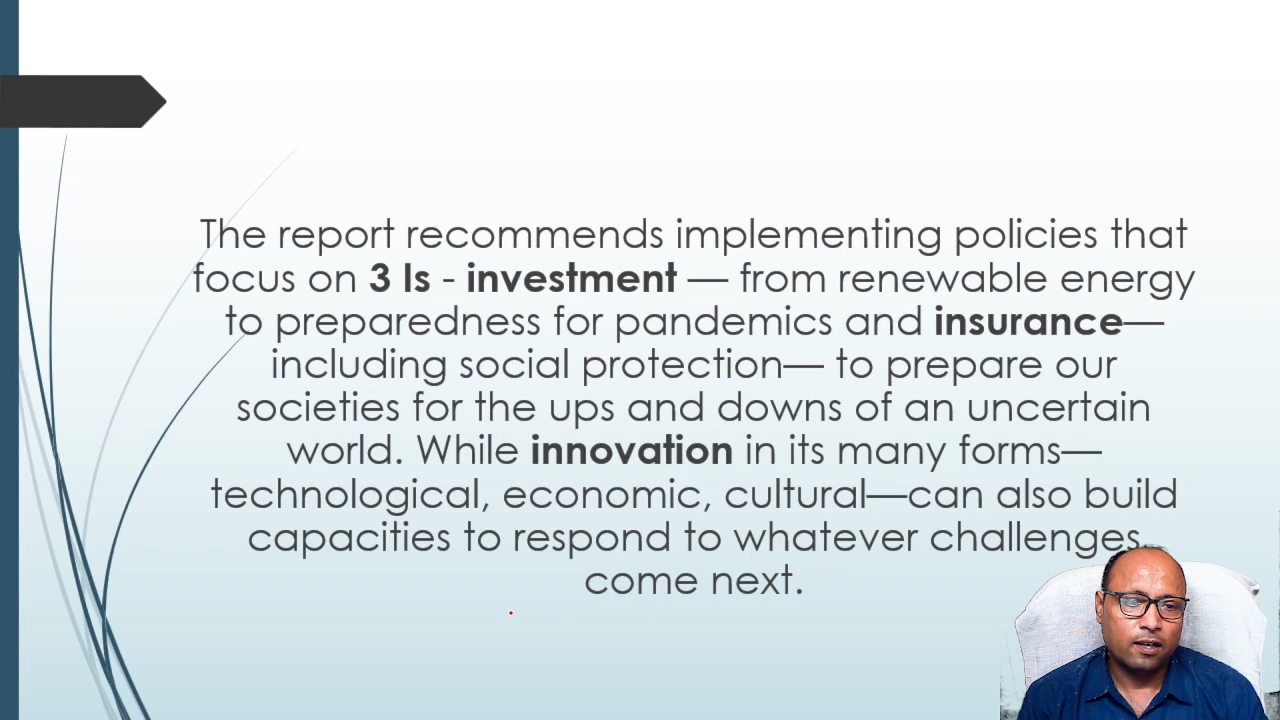 The report recommends implementing policies that
focus on 3 Is - investment — from renewable energy
to preparedness for pandemics and insurance—
including social protection— to prepare our
societies for the ups and downs of an uncertain
world. While innovation in its many forms—
technological, economic, cultural—can also build
capacities to respond to whatever challenges
come next.